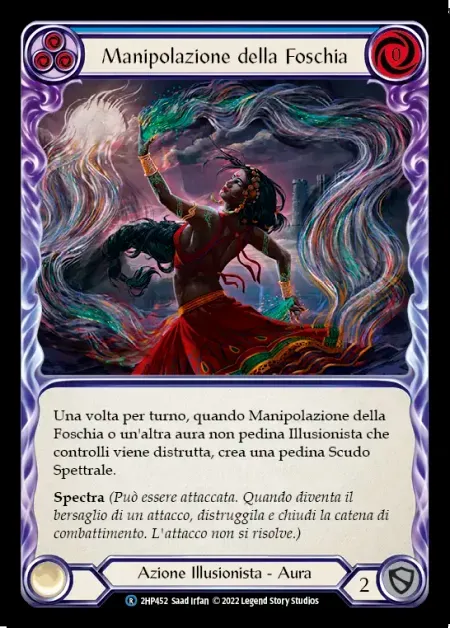 Manipolazione della Foschia
0
Una volta per turno, quando Manipolazione della
Foschia o un'altra aura non pedina Illusionista che
controlli viene distrutta, crea una pedina Scudo
Spettrale.
Spectra (Può essere attaccata. Quando diventa il
bersaglio di un attacco, distruggila e chiudi la catena di
combattimento. L'attacco non si risolve.)
Azione Illusionista - Aura
2
R 2HP452 Saad Irfan © 2022 Legend Story Studios